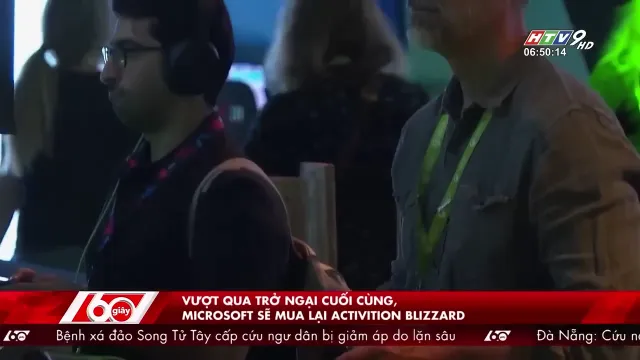 HTV9 HD
06:50:14
60 giây
VƯỢT QUA TRỞ NGẠI CUỐI CÙNG,
MICROSOFT SẼ MUA LẠI ACTIVITION BLIZZARD
Bệnh xá đảo Song Tử Tây cấp cứu ngư dân bị giảm áp do lặn sâu
60 giây
Đà Nẵng: Cứu n